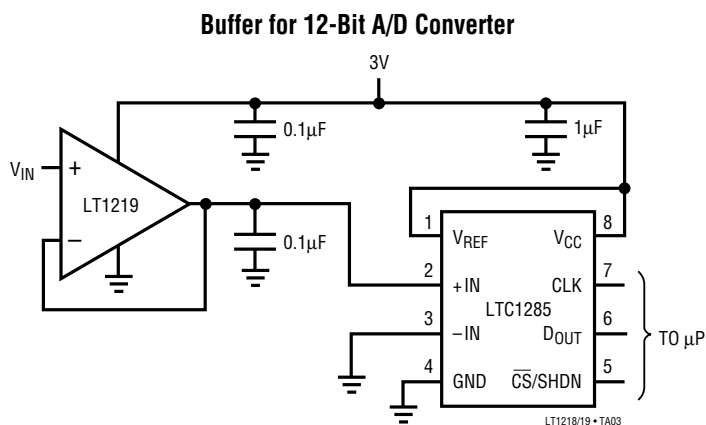 Buffer for 12-Bit A/D Converter
3V
0.1µF
1µF
VIN
+
LT1219
–
0.1µF
1
VREF
VCC
8
2
+IN
CLK
7
LTC1285
3
–IN
DOUT
6
TO µP
4
GND
C̅S̅/SHDN
5
LT1218/19 • TA03